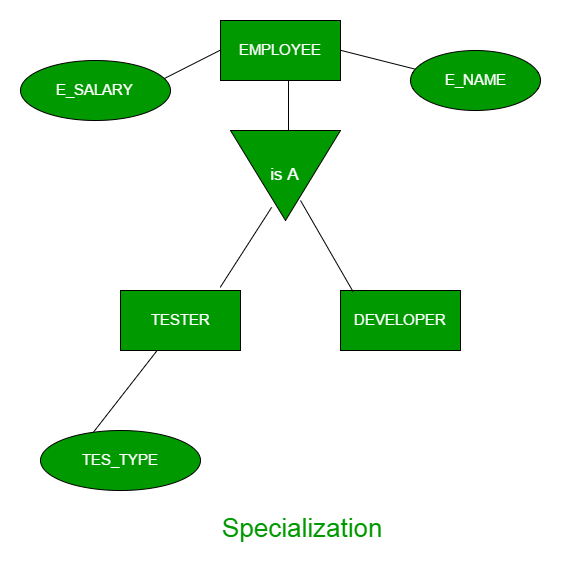 EMPLOYEE
E_SALARY
E_NAME
is A
TESTER
DEVELOPER
TES_TYPE
Specialization